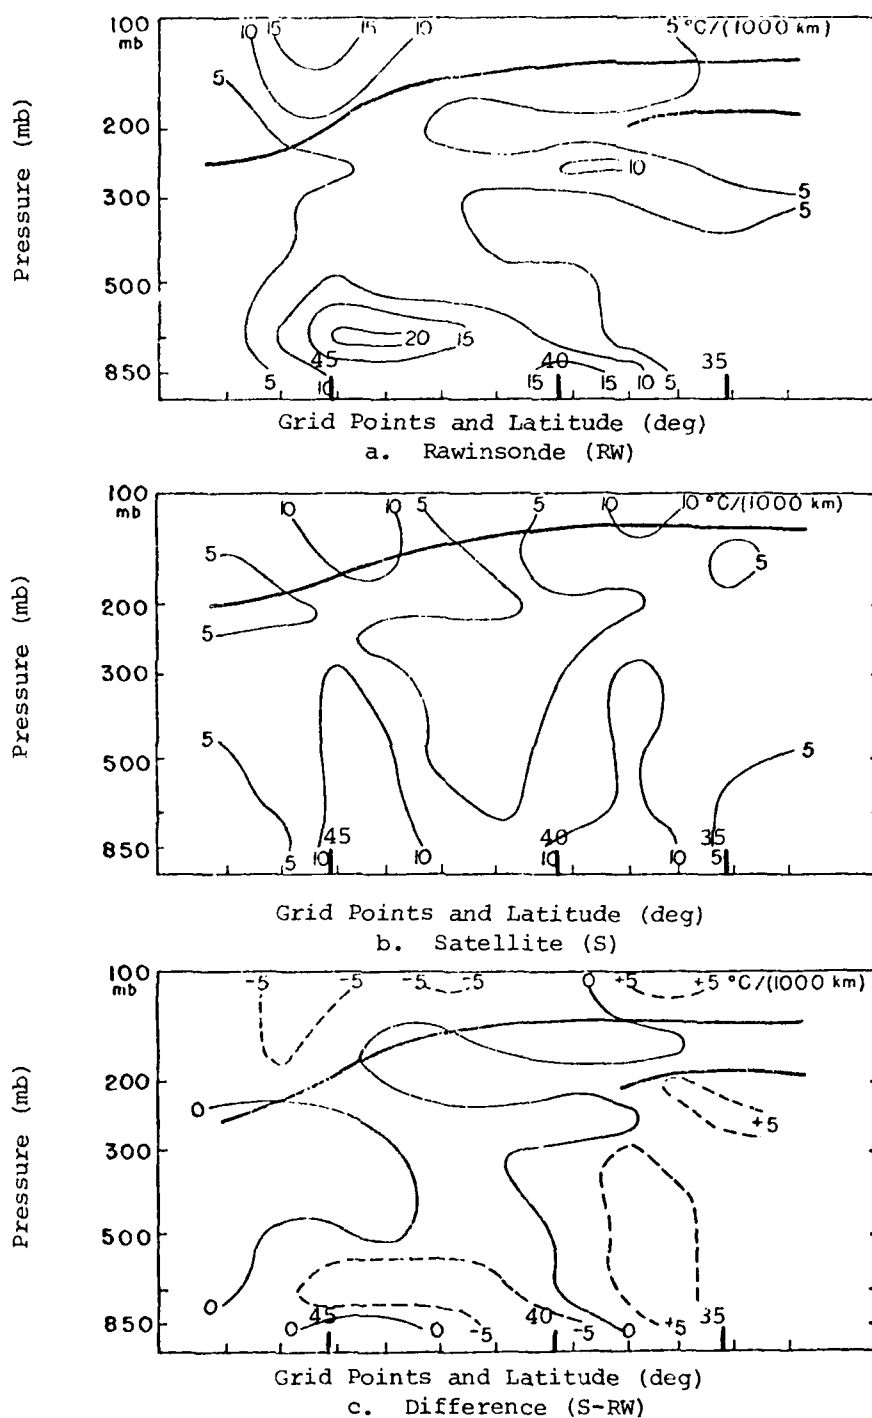 100 10 15 15 10 5 °C/(1000 km)
mb
5
200
10
300 5
5
500
20 15
45 40 35
850 5 10 15 15 10 5
Pressure (mb)
Grid Points and Latitude (deg)
a. Rawinsonde (RW)
100 10 10 5 5 10 10 °C/(1000 km)
mb
5 5
200
5
300
5 5
500
45 40 35
850 5 10 10 10 10 5
Pressure (mb)
Grid Points and Latitude (deg)
b. Satellite (S)
100 -5 -5 -5 -5 0 +5 +5 °C/(1000 km)
mb
200
0 +5
300
500
0
45 40 35
850 0 0 -5 -5 0 +5
Pressure (mb)
Grid Points and Latitude (deg)
c. Difference (S-RW)